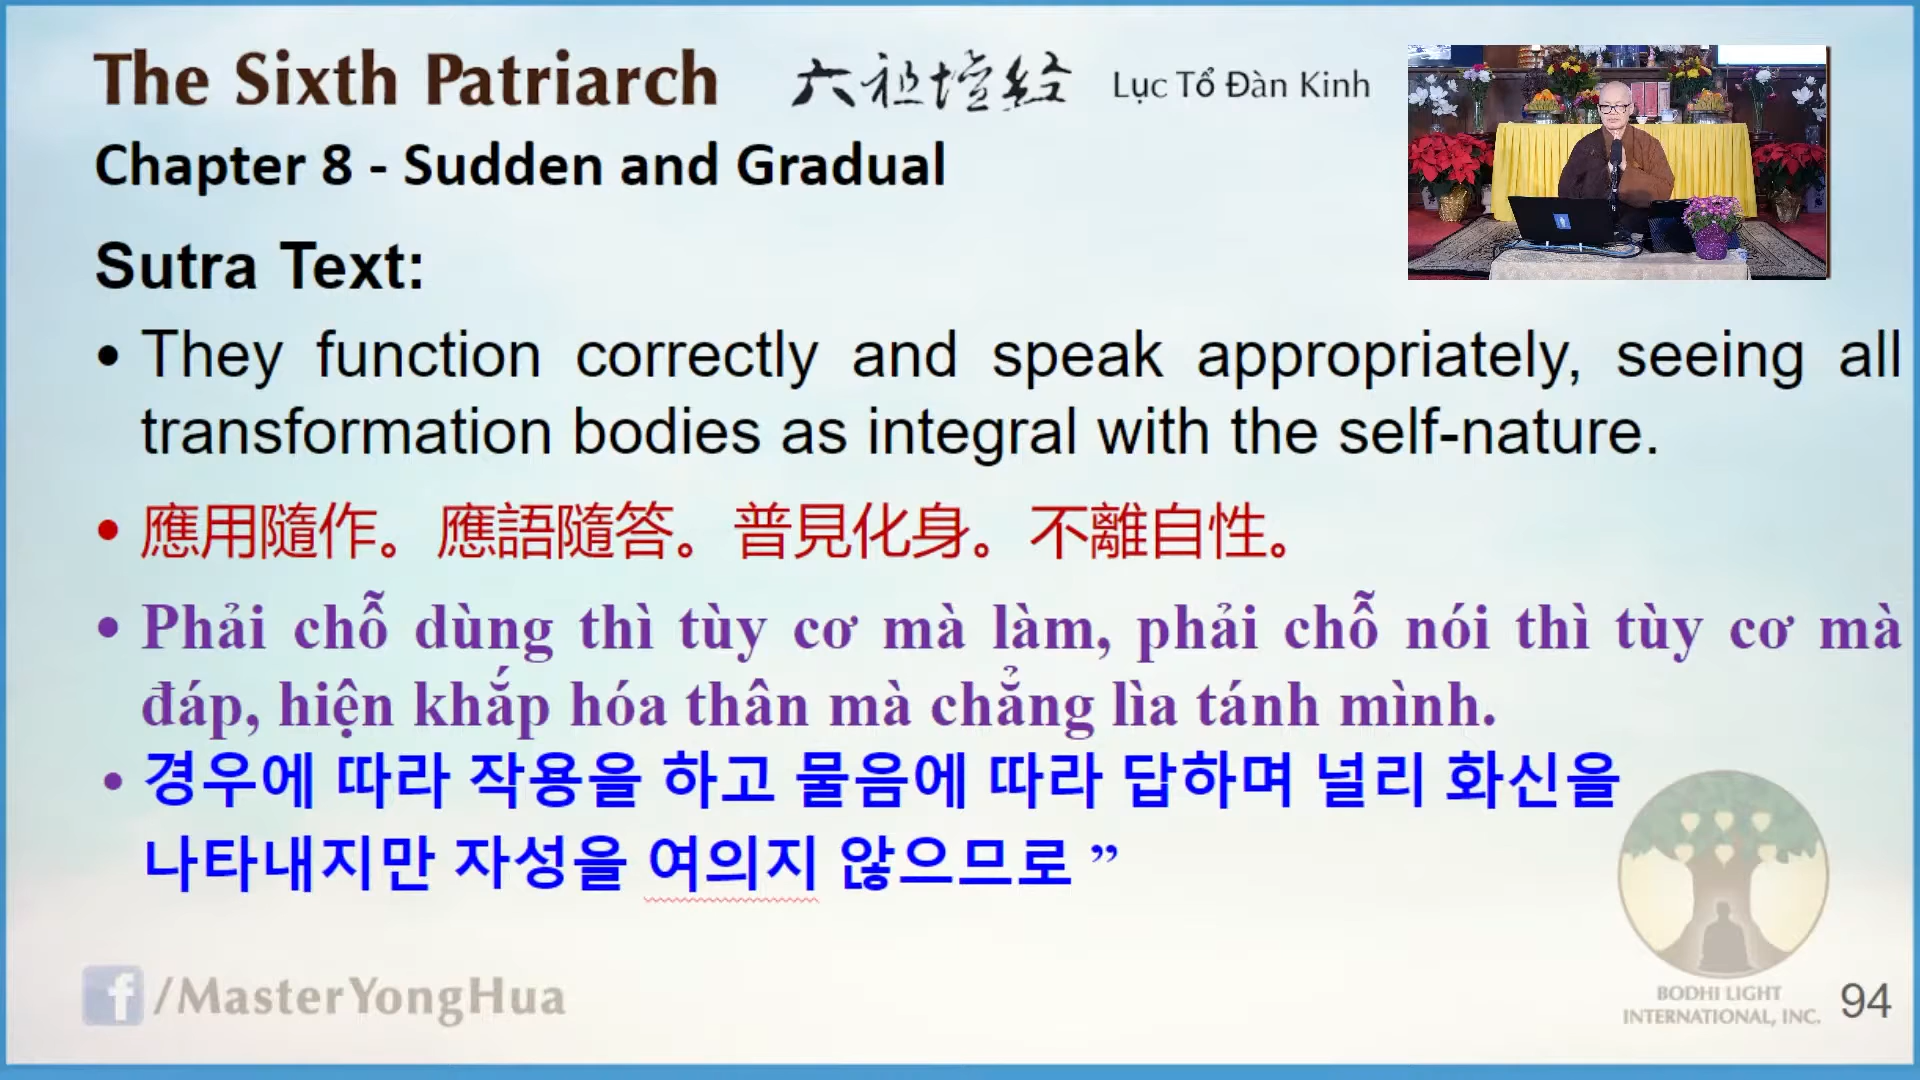 The Sixth Patriarch 六祖壇經 Lục Tổ Đàn Kinh
Chapter 8 - Sudden and Gradual
Sutra Text:
• They function correctly and speak appropriately, seeing all
transformation bodies as integral with the self-nature.
• 應用隨作。應語隨答。普見化身。不離自性。
• Phải chỗ dùng thì tùy cơ mà làm, phải chỗ nói thì tùy cơ mà
đáp, hiện khắp hóa thân mà chẳng lìa tánh mình.
• 경우에 따라 작용을 하고 물음에 따라 답하며 널리 화신을
나타내지만 자성을 여의지 않으므로 ”
f /MasterYongHua
BODHI LIGHT
INTERNATIONAL, INC.
94